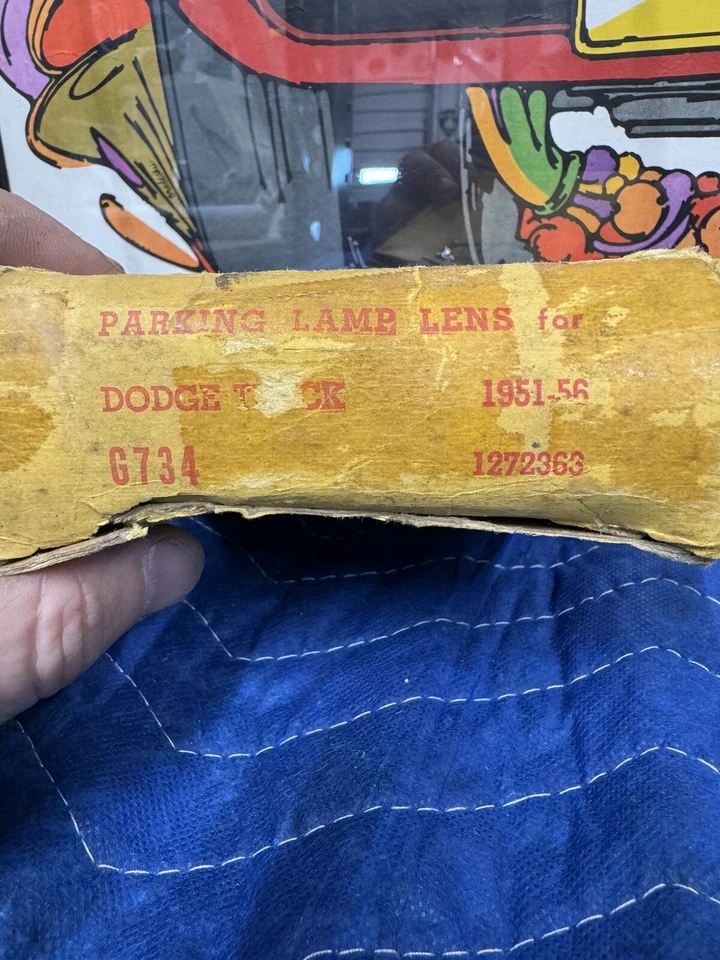 PARKING LAMP LENS for
DODGE 1951-56
G734 1272363